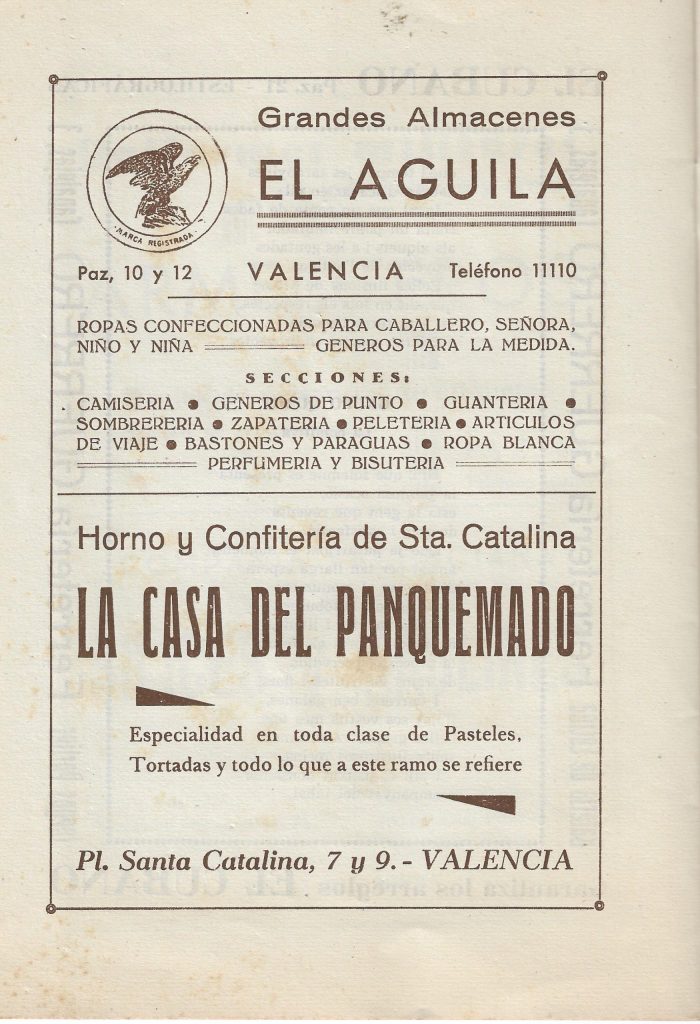 Grandes Almacenes
EL AGUILA
MARCA REGISTRADA
Paz, 10 y 12 VALENCIA Teléfono 11110
ROPAS CONFECCIONADAS PARA CABALLERO, SEÑORA,
NIÑO Y NIÑA GENEROS PARA LA MEDIDA.
SECCIONES:
CAMISERIA ● GENEROS DE PUNTO ● GUANTERIA ●
SOMBRERERIA ● ZAPATERIA ● PELETERIA ● ARTICULOS
DE VIAJE ● BASTONES Y PARAGUAS ● ROPA BLANCA
PERFUMERIA Y BISUTERIA
Horno y Confitería de Sta. Catalina
LA CASA DEL PANQUEMADO
Especialidad en toda clase de Pasteles,
Tortadas y todo lo que a este ramo se refiere
Pl. Santa Catalina, 7 y 9. - VALENCIA